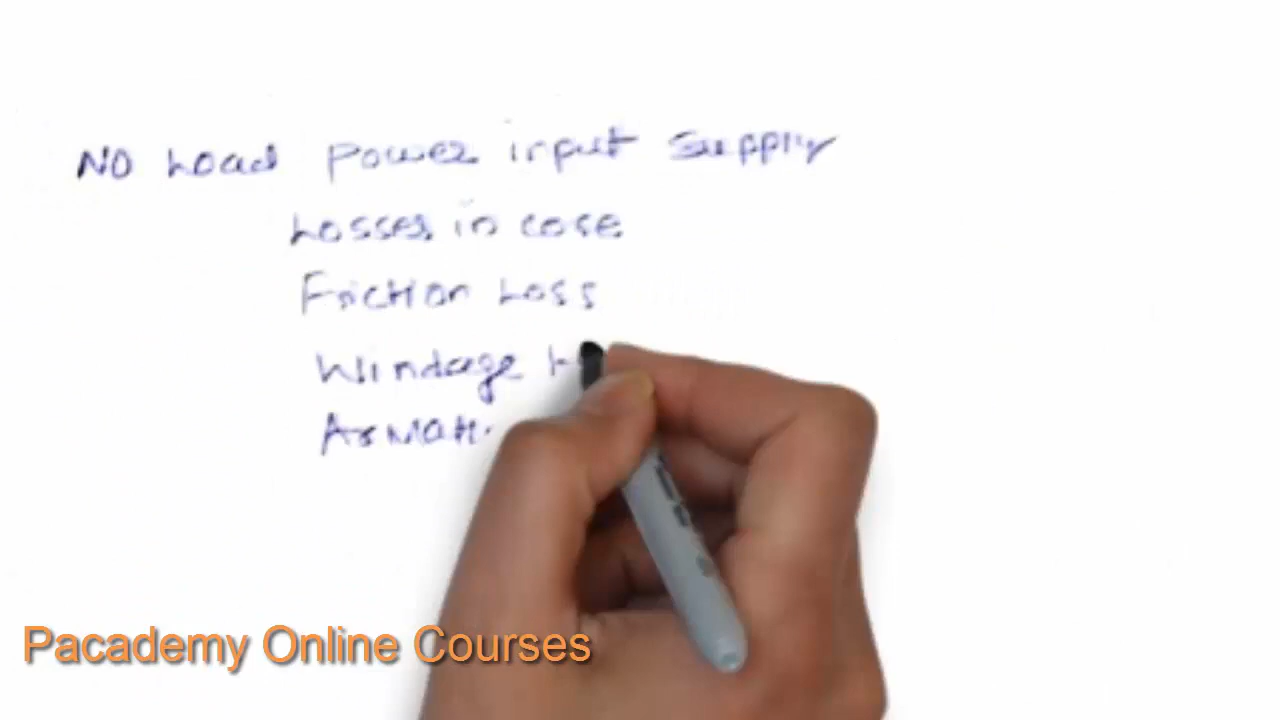 NO Load Power input supply
Losses in core
Friction Loss
Windage
Pacademy Online Courses